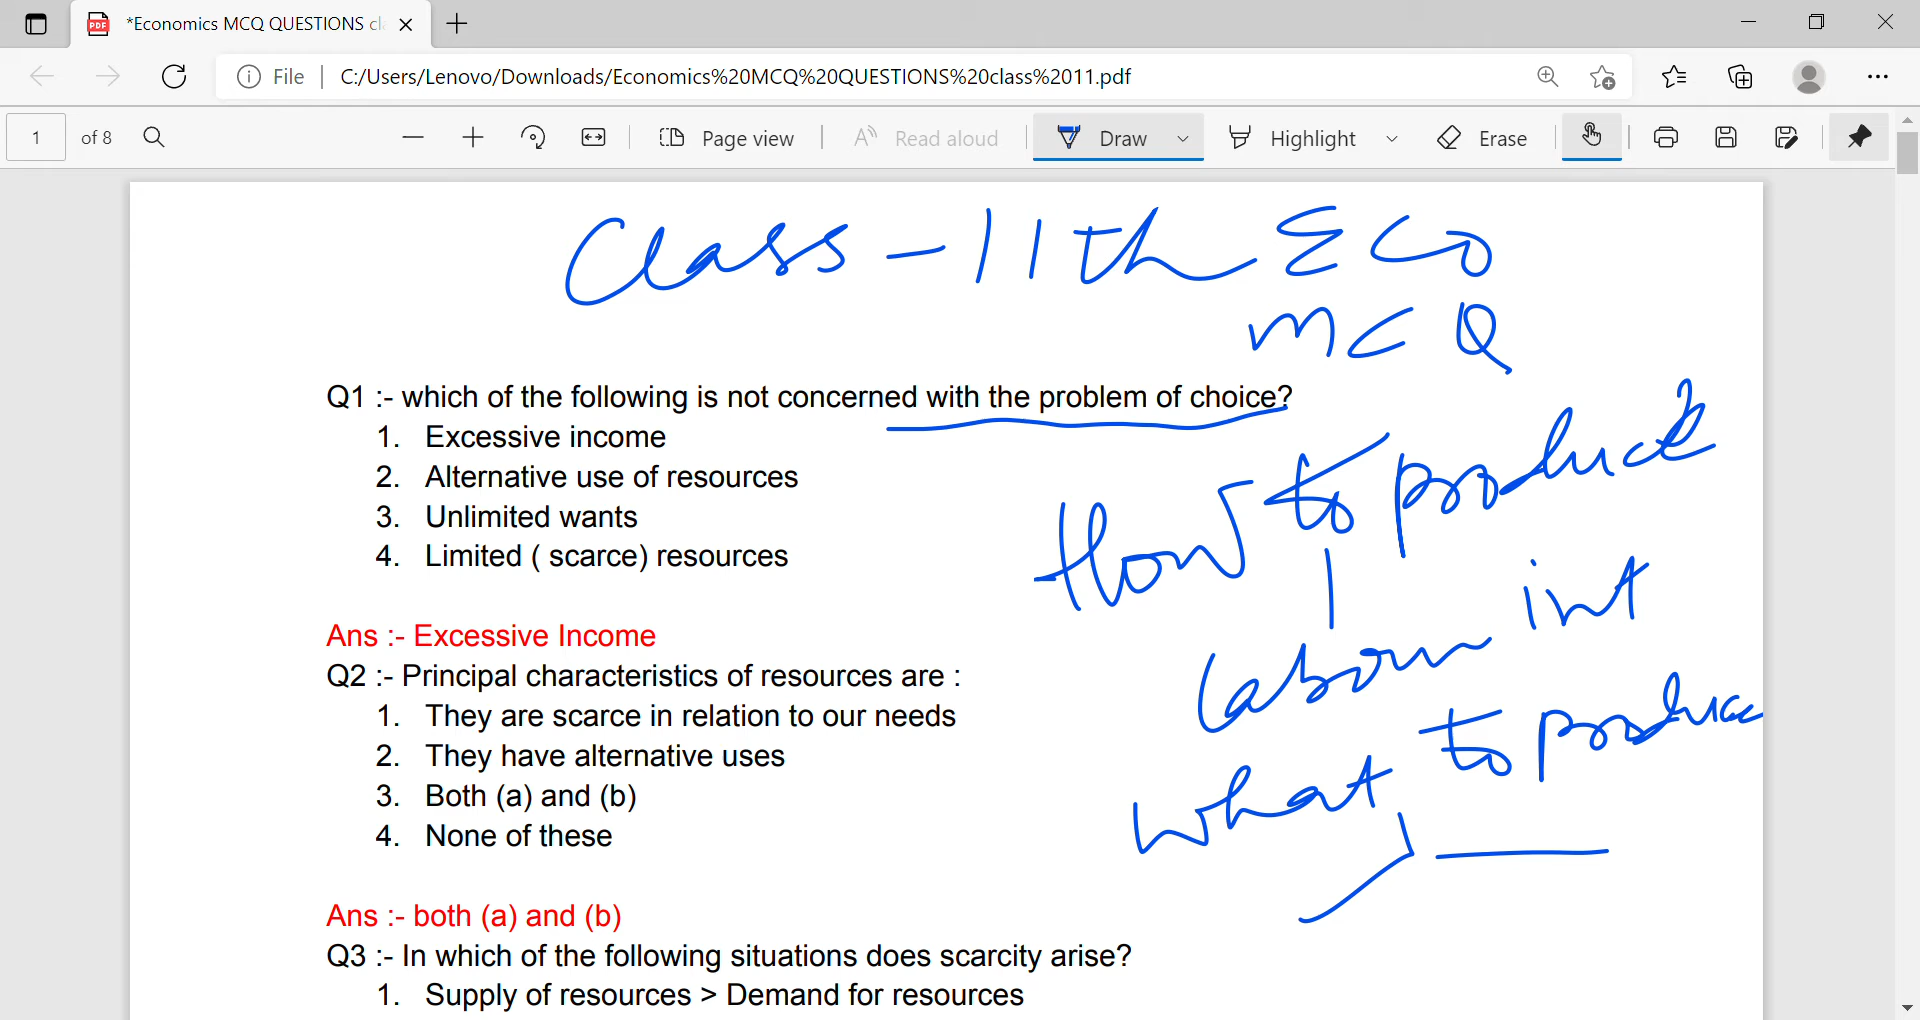 *Economics MCQ QUESTIONS cl
File C:/Users/Lenovo/Downloads/Economics%20MCQ%20QUESTIONS%20class%2011.pdf
1 of 8 Page view Read aloud Draw Highlight Erase
Class - 11th ECO
MCQ
Q1 :- which of the following is not concerned with the problem of choice?
1. Excessive income
2. Alternative use of resources
3. Unlimited wants
4. Limited ( scarce) resources
How to produce
labour int
what to produce
Ans :- Excessive Income
Q2 :- Principal characteristics of resources are :
1. They are scarce in relation to our needs
2. They have alternative uses
3. Both (a) and (b)
4. None of these
Ans :- both (a) and (b)
Q3 :- In which of the following situations does scarcity arise?
1. Supply of resources > Demand for resources